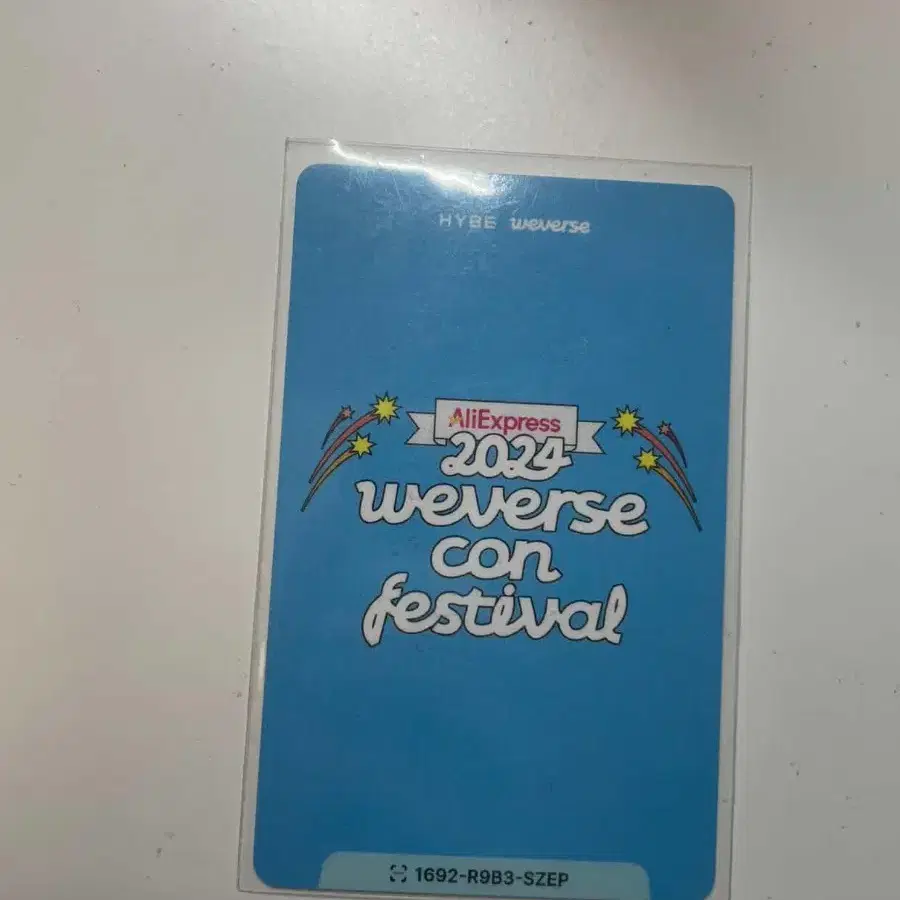 HYBE weverse
AliExpress
2024
weverse
con
festival
1692-R9B3-SZEP